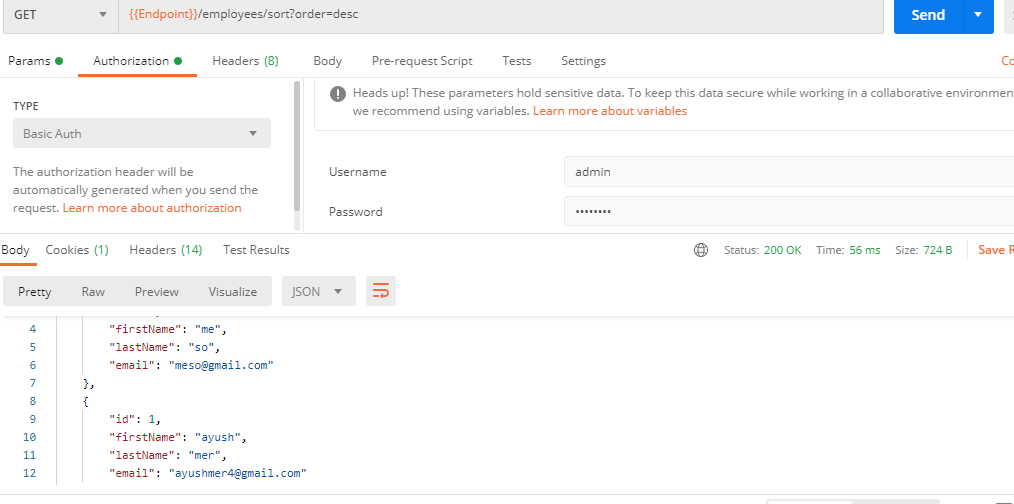 GET {{Endpoint}}/employees/sort?order=desc Send
Params Authorization Headers (8) Body Pre-request Script Tests Settings
TYPE
Basic Auth
The authorization header will be
automatically generated when you send the
request. Learn more about authorization
Heads up! These parameters hold sensitive data. To keep this data secure while working in a collaborative environmen
we recommend using variables. Learn more about variables
Username admin
Password ••••••••
Body Cookies (1) Headers (14) Test Results Status: 200 OK Time: 56 ms Size: 724 B Save R
Pretty Raw Preview Visualize JSON
4 "firstName": "me",
5 "lastName": "so",
6 "email": "meso@gmail.com"
7 },
8 {
9 "id": 1,
10 "firstName": "ayush",
11 "lastName": "mer",
12 "email": "ayushmer4@gmail.com"